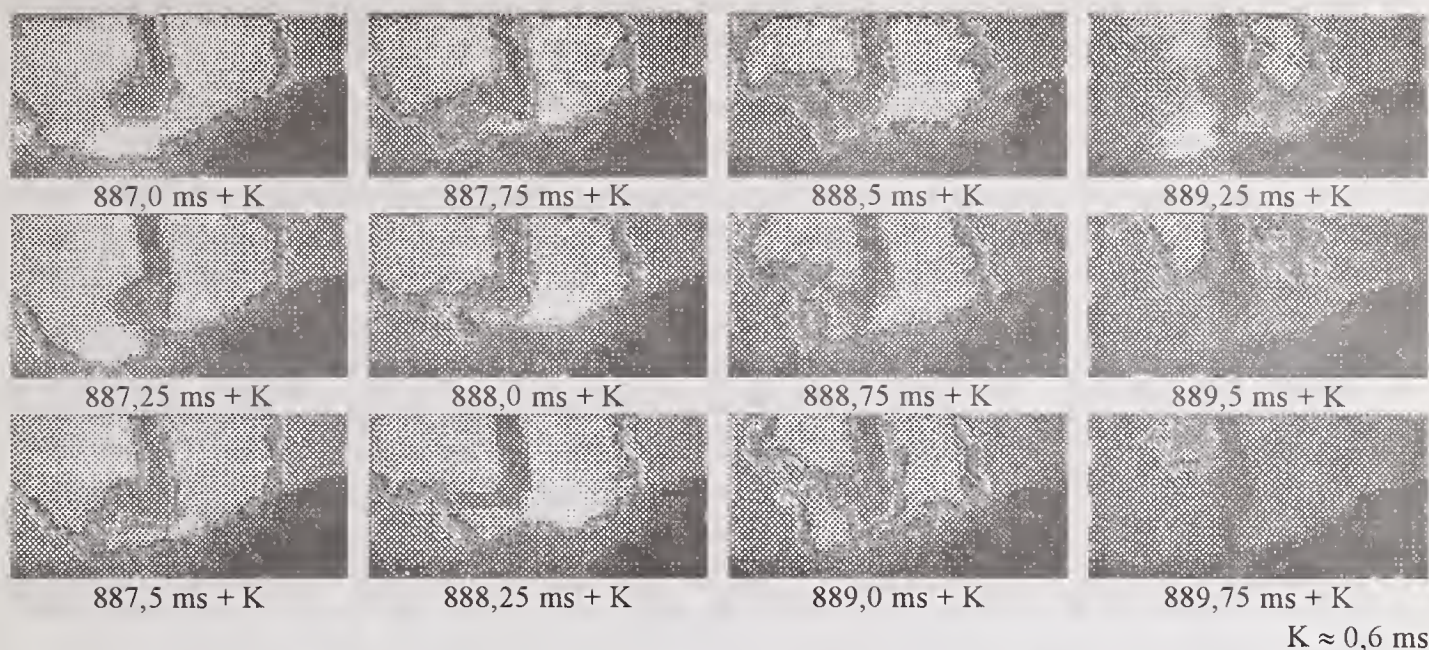 887,0 ms + K
887,75 ms + K
888,5 ms + K
889,25 ms + K
887,25 ms + K
888,0 ms + K
888,75 ms + K
889,5 ms + K
887,5 ms + K
888,25 ms + K
889,0 ms + K
889,75 ms + K
K ≈ 0,6 ms